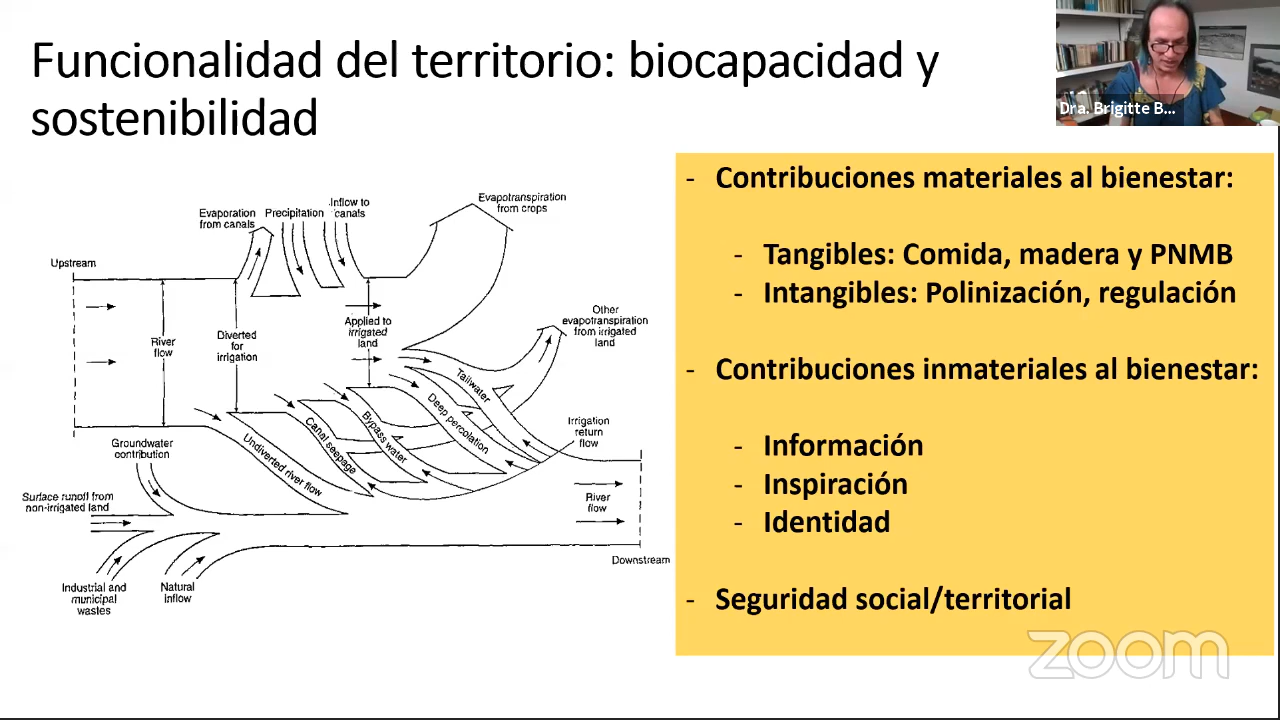 Funcionalidad del territorio: biocapacidad y
sostenibilidad
Dra. Brigitte B...
Upstream
River
flow
Diverted
for
irrigation
Evaporation
from canals
Precipitation
Inflow to
canals
Evapotranspiration
from crops
Applied to
irrigated
land
Other
evapotranspiration
from irrigated
land
Tailwater
Deep percolation
Bypass water
Canal seepage
Undiverted river flow
Irrigation
return
flow
Groundwater
contribution
Surface runoff from
non-irrigated land
Industrial and
municipal
wastes
Natural
inflow
River
flow
Downstream
- Contribuciones materiales al bienestar:
- Tangibles: Comida, madera y PNMB
- Intangibles: Polinización, regulación
- Contribuciones inmateriales al bienestar:
- Información
- Inspiración
- Identidad
- Seguridad social/territorial
zoom